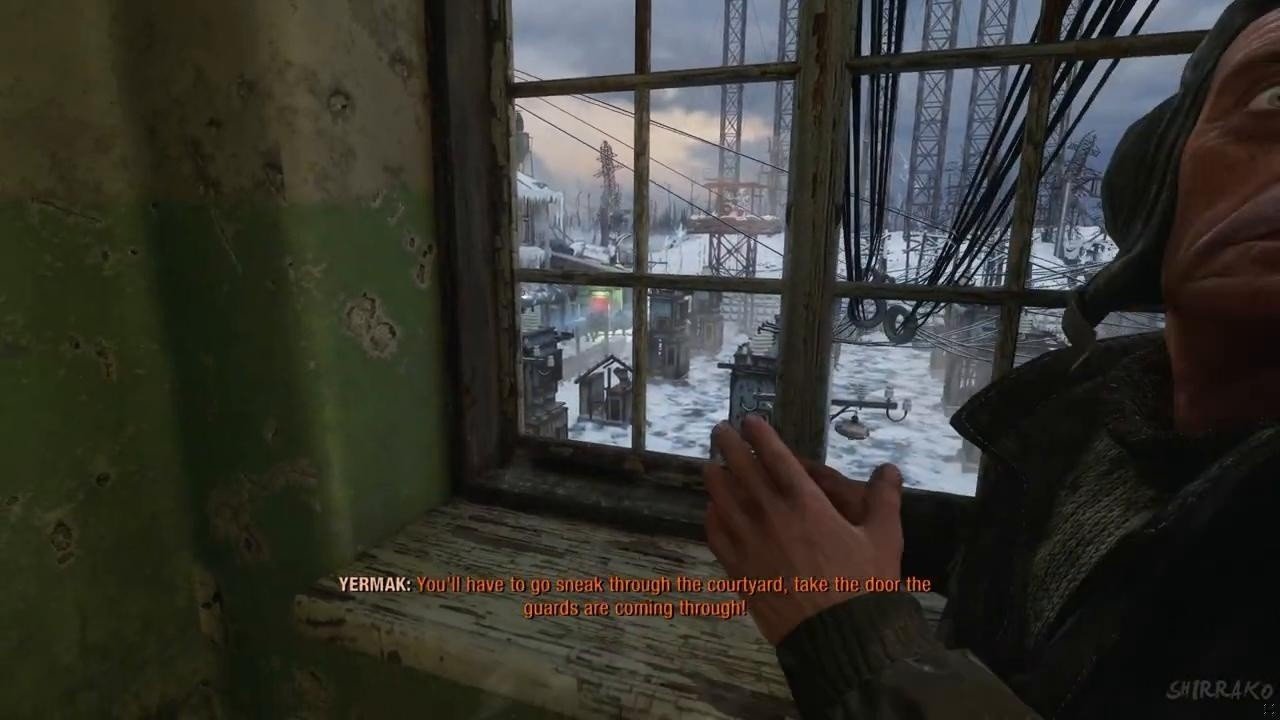 YERMAK: You'll have to go sneak through the courtyard, take the door the
guards are coming through!
SHIRRAKO